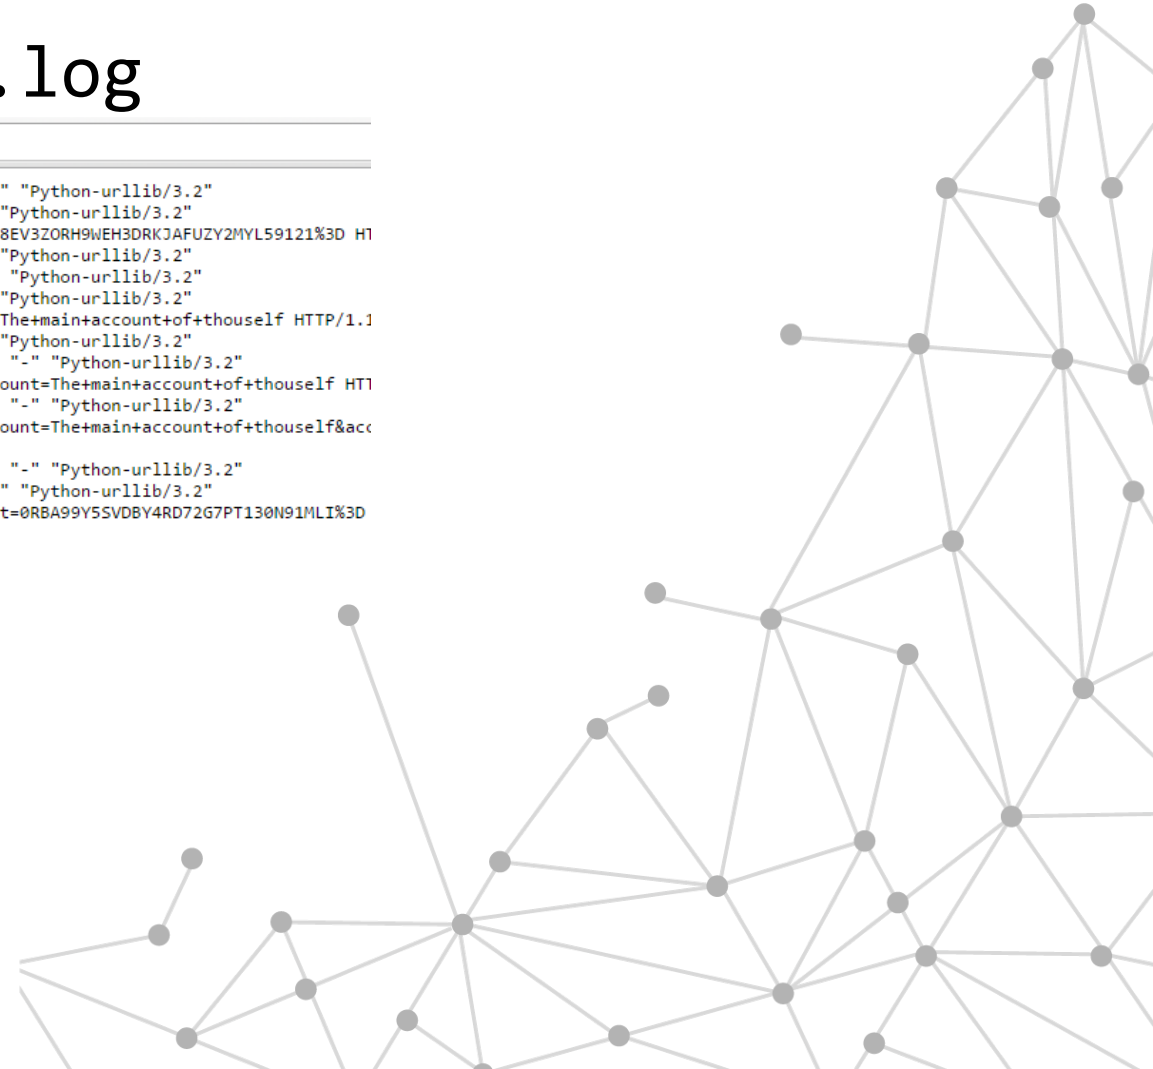 .log
" "Python-urllib/3.2"
"Python-urllib/3.2"
8EV3ZORH9WEH3DRKJAFUZY2MYL59121%3D HT
"Python-urllib/3.2"
"Python-urllib/3.2"
"Python-urllib/3.2"
The+main+account+of+thouself HTTP/1.1
"Python-urllib/3.2"
"-" "Python-urllib/3.2"
ount=The+main+account+of+thouself HTT
"-" "Python-urllib/3.2"
ount=The+main+account+of+thouself&acc
"-" "Python-urllib/3.2"
" "Python-urllib/3.2"
t=0RBA99Y5SVDBY4RD72G7PT130N91MLI%3D